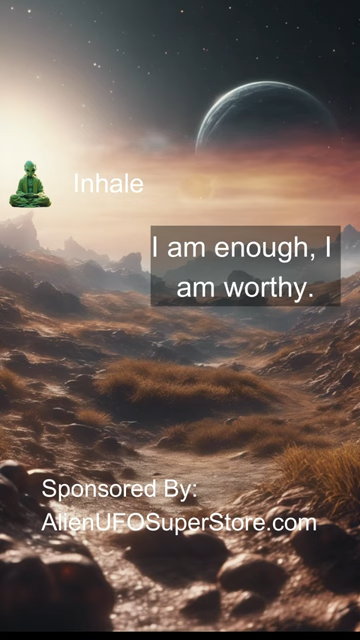 Inhale
I am enough, I
am worthy.
Sponsored By:
AlienUFOSuperStore.com